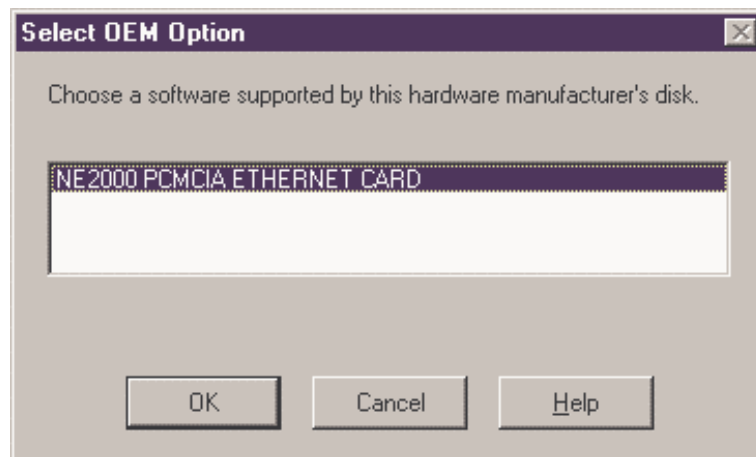 Select OEM Option
Choose a software supported by this hardware manufacturer's disk.
NE2000 PCMCIA ETHERNET CARD
OK Cancel Help